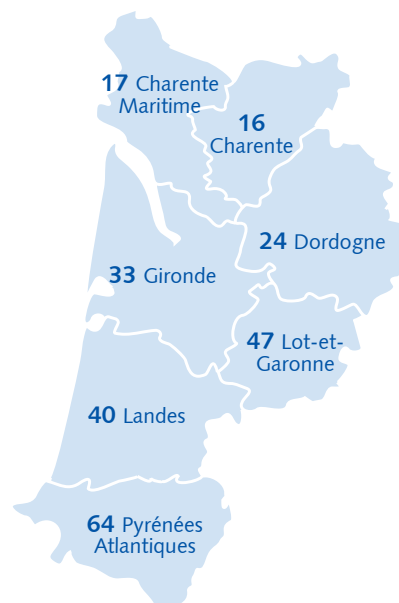 17 Charente
Maritime
16
Charente
24 Dordogne
33 Gironde
47 Lot-et-
Garonne
40 Landes
64 Pyrénées
Atlantiques